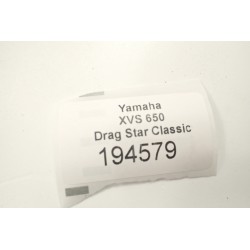 Yamaha
XVS 650
Drag Star Classic
194579